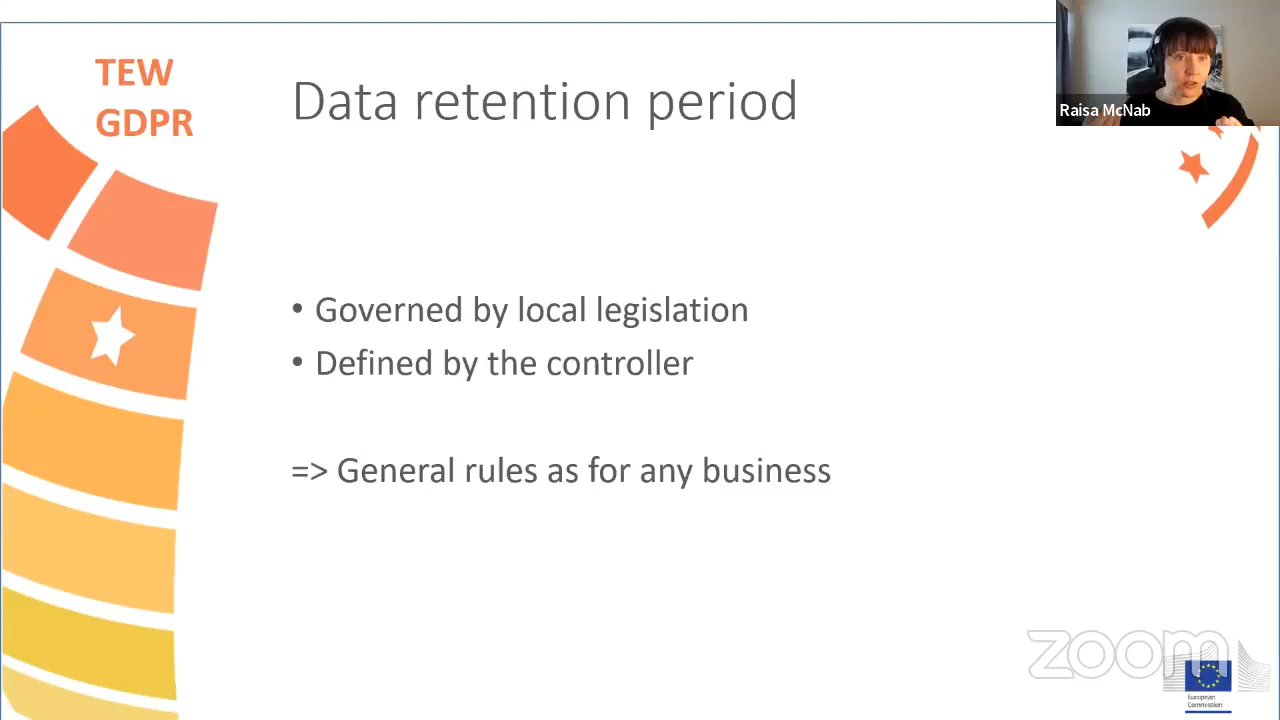 TEW
GDPR
Data retention period
Raisa McNab
• Governed by local legislation
• Defined by the controller
=> General rules as for any business
zoom
European
Commission